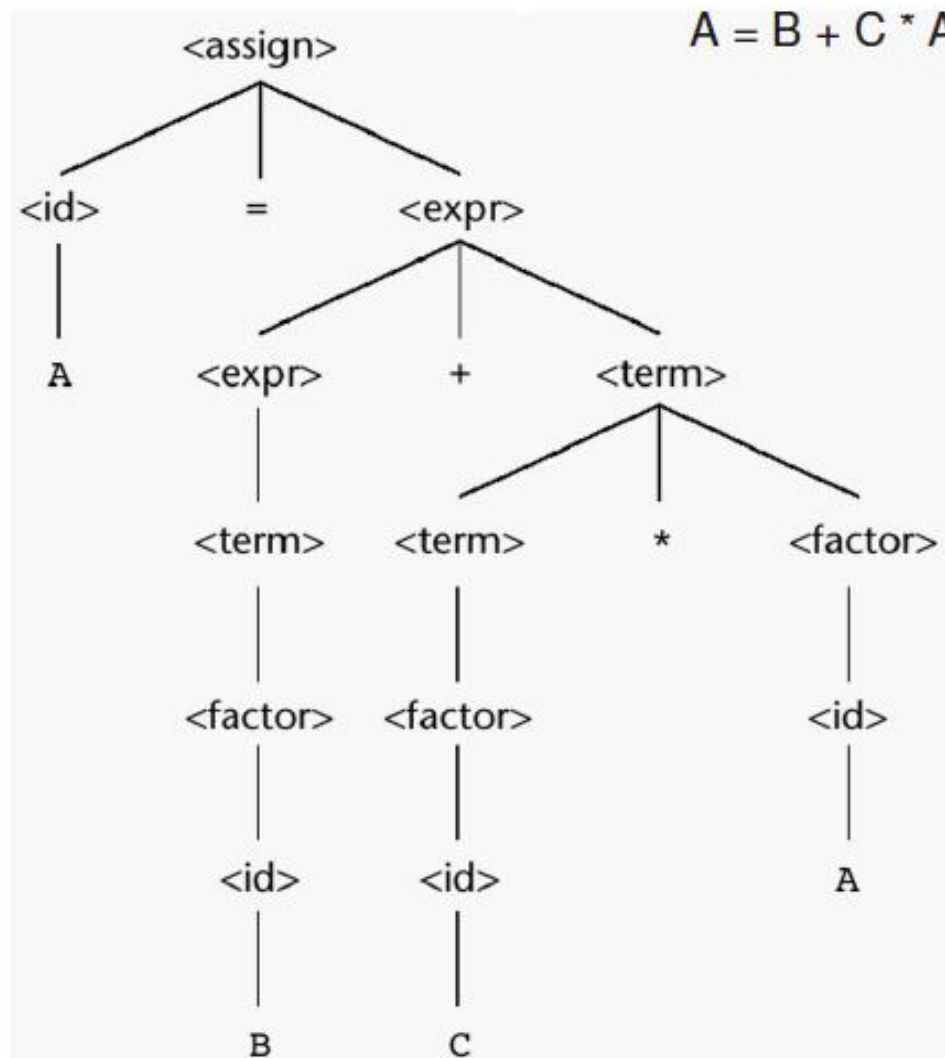 A = B + C * A
<assign>
<id> = <expr>
A <expr> + <term>
<term> <term> * <factor>
<factor> <factor> <id>
<id> <id> A
B C